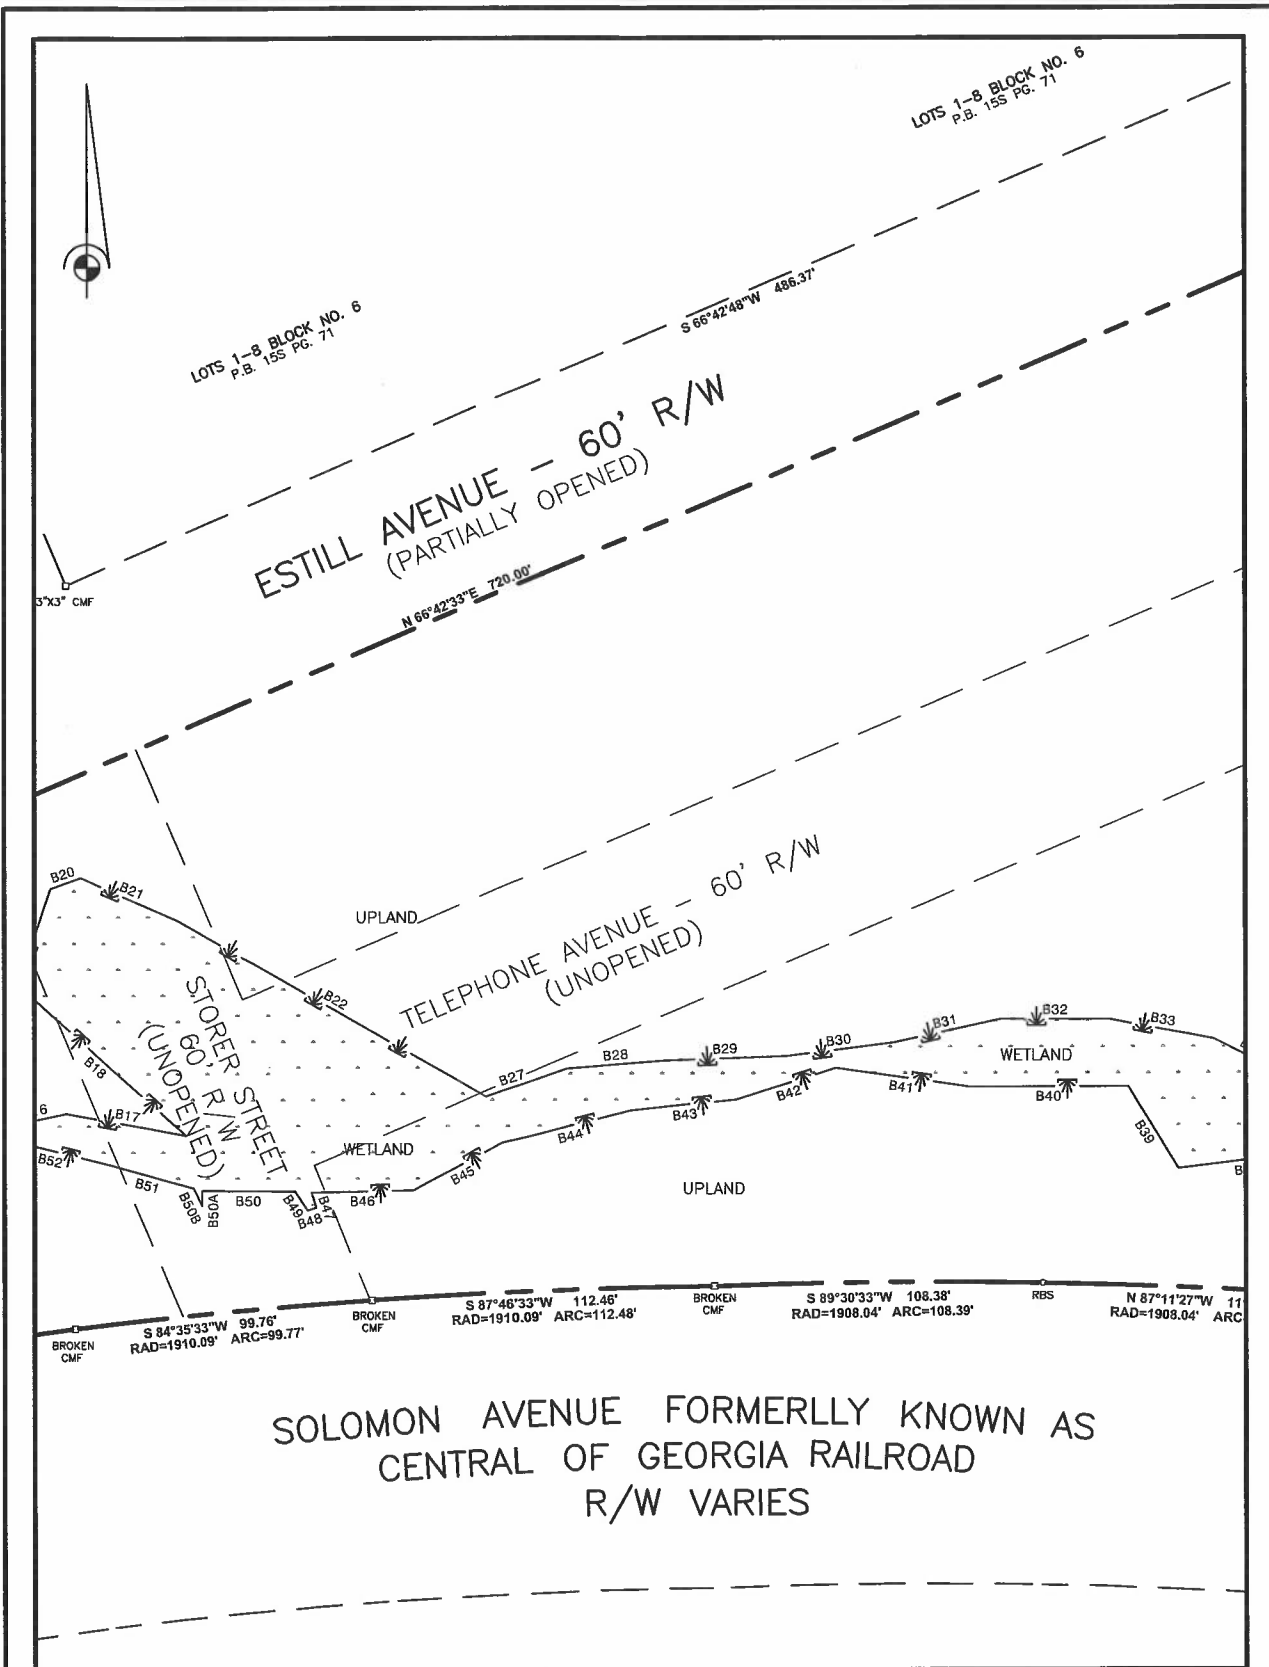 LOTS 1-8 BLOCK NO. 6
P.B. 15S PG. 71
LOTS 1-8 BLOCK NO. 6
P.B. 15S PG. 71
S 66°42'48"W 486.37'
ESTILL AVENUE - 60' R/W
(PARTIALLY OPENED)
3"X3" CMF
N 66°42'33"E 720.00'
B20
B21
UPLAND
TELEPHONE AVENUE - 60' R/W
(UNOPENED)
STORER STREET
60' R/W
(UNOPENED)
B22
B18
B17
6
B27
B28
B29
B30
B31
B32
B33
WETLAND
B41
B40
B42
B43
B44
B45
B39
WETLAND
UPLAND
B52
B51
B50B
B50A
B50
B49
B48
B47
B46
B
S 84°35'33"W 99.76'
RAD=1910.09' ARC=99.77'
BROKEN
CMF
BROKEN
CMF
S 87°46'33"W 112.46'
RAD=1910.09' ARC=112.48'
BROKEN
CMF
S 89°30'33"W 108.38'
RAD=1908.04' ARC=108.39'
RBS
N 87°11'27"W 11
RAD=1908.04' ARC
SOLOMON AVENUE FORMERLLY KNOWN AS
CENTRAL OF GEORGIA RAILROAD
R/W VARIES